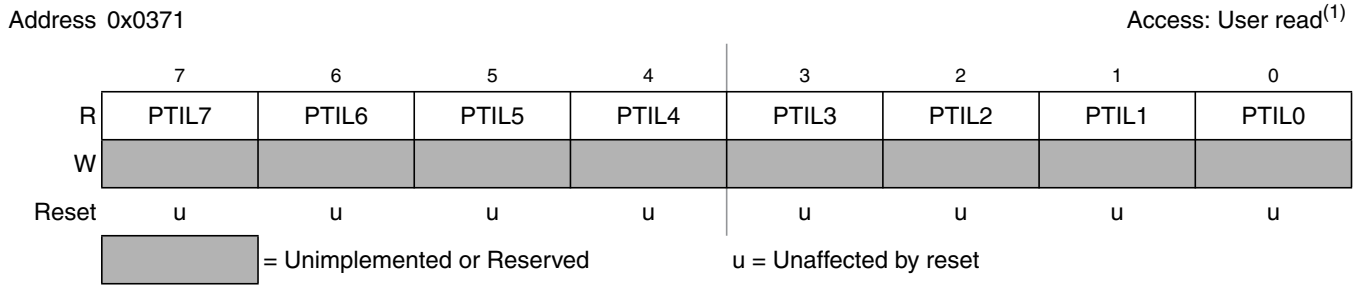 Address 0x0371 Access: User read(1)
7 6 5 4 3 2 1 0
R PTIL7 PTIL6 PTIL5 PTIL4 PTIL3 PTIL2 PTIL1 PTIL0
W
Reset u u u u u u u u
= Unimplemented or Reserved u = Unaffected by reset